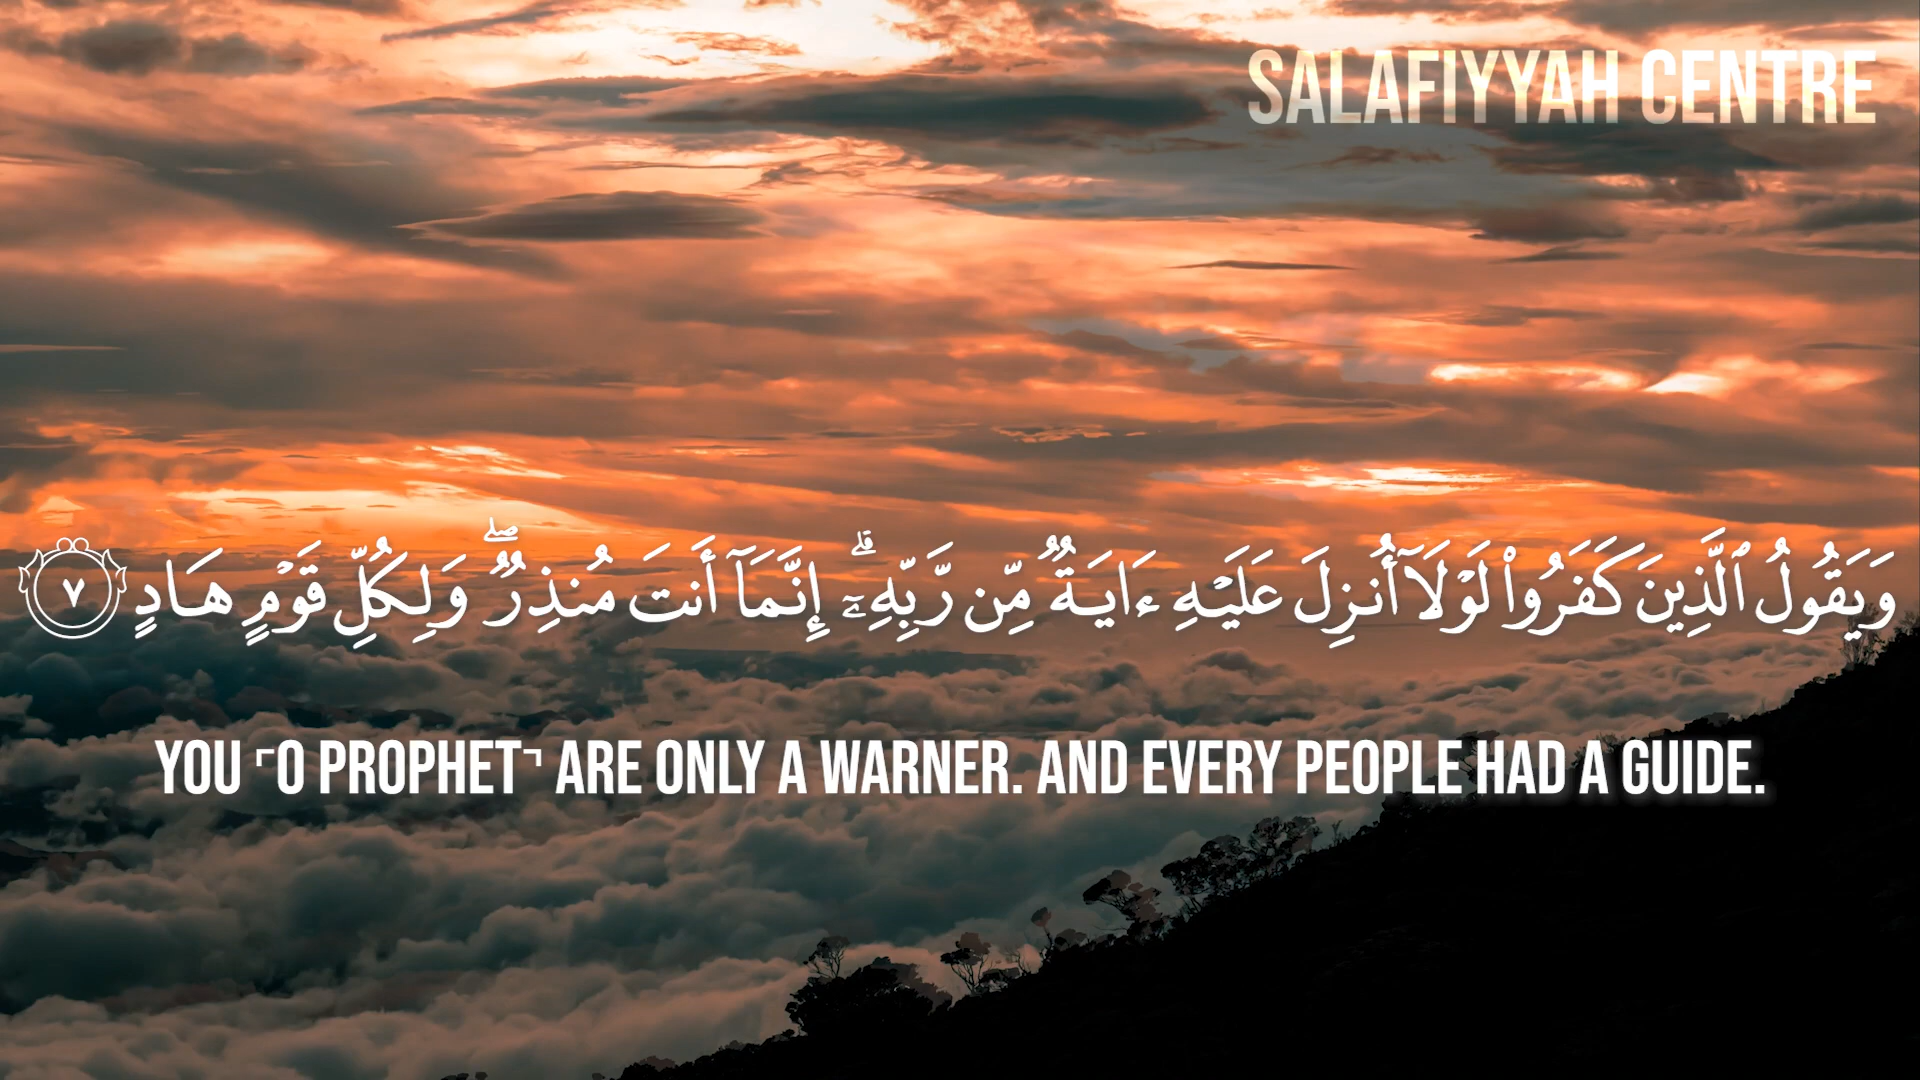 SALAFIYYAH CENTRE
وَيَقُولُ ٱلَّذِينَ كَفَرُوا۟ لَوْلَآ أُنزِلَ عَلَيْهِ ءَايَةٌ مِّن رَّبِّهِۦٓ ۗ إِنَّمَآ أَنتَ مُنذِرٌ ۖ وَلِكُلِّ قَوْمٍ هَادٍ ٧
YOU ⌜O PROPHET⌝ ARE ONLY A WARNER. AND EVERY PEOPLE HAD A GUIDE.